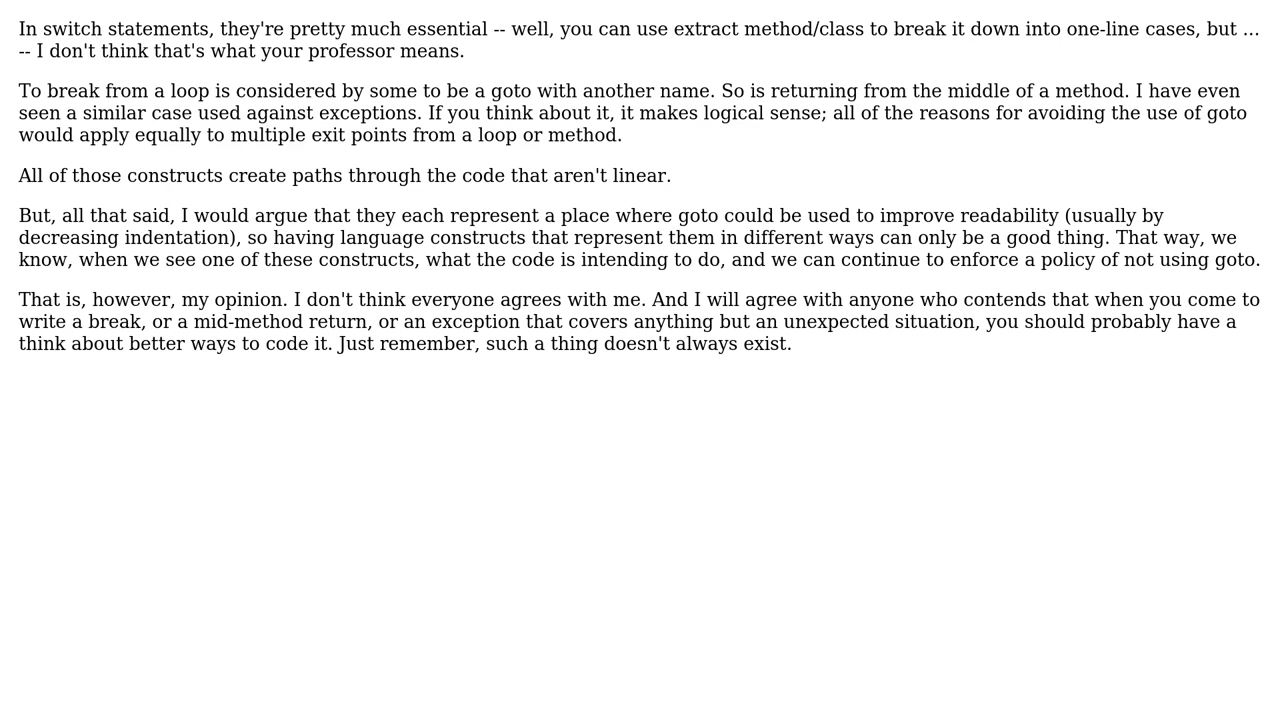 In switch statements, they're pretty much essential -- well, you can use extract method/class to break it down into one-line cases, but ...
-- I don't think that's what your professor means.
To break from a loop is considered by some to be a goto with another name. So is returning from the middle of a method. I have even
seen a similar case used against exceptions. If you think about it, it makes logical sense; all of the reasons for avoiding the use of goto
would apply equally to multiple exit points from a loop or method.
All of those constructs create paths through the code that aren't linear.
But, all that said, I would argue that they each represent a place where goto could be used to improve readability (usually by
decreasing indentation), so having language constructs that represent them in different ways can only be a good thing. That way, we
know, when we see one of these constructs, what the code is intending to do, and we can continue to enforce a policy of not using goto.
That is, however, my opinion. I don't think everyone agrees with me. And I will agree with anyone who contends that when you come to
write a break, or a mid-method return, or an exception that covers anything but an unexpected situation, you should probably have a
think about better ways to code it. Just remember, such a thing doesn't always exist.